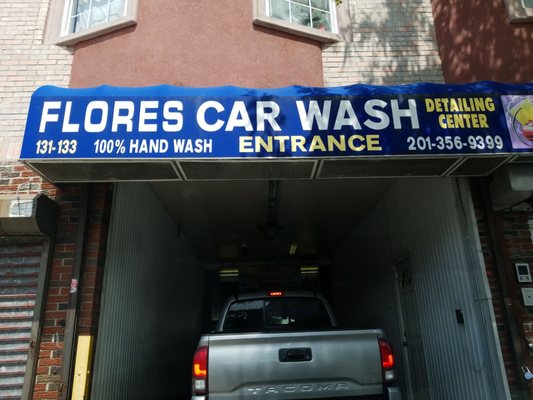 FLORES CAR WASH DETAILING CENTER
131-133 100% HAND WASH ENTRANCE 201-356-9399
TACOMA